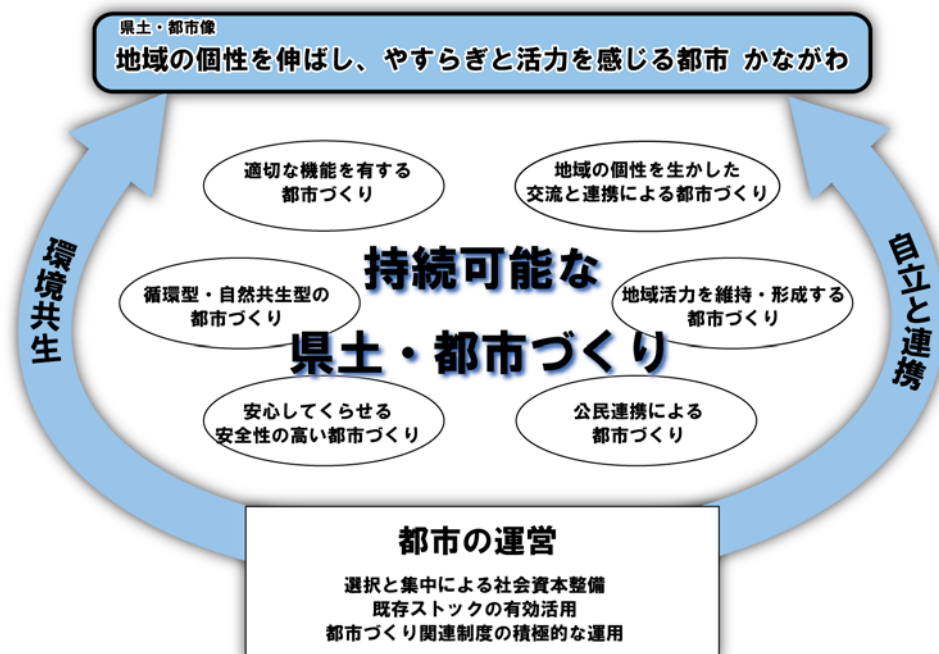 県土・都市像
地域の個性を伸ばし、やすらぎと活力を感じる都市 かながわ
適切な機能を有する
都市づくり
地域の個性を生かした
交流と連携による都市づくり
環境共生
持続可能な
県土・都市づくり
自立と連携
循環型・自然共生型の
都市づくり
地域活力を維持・形成する
都市づくり
安心してくらせる
安全性の高い都市づくり
公民連携による
都市づくり
都市の運営
選択と集中による社会資本整備
既存ストックの有効活用
都市づくり関連制度の積極的な運用